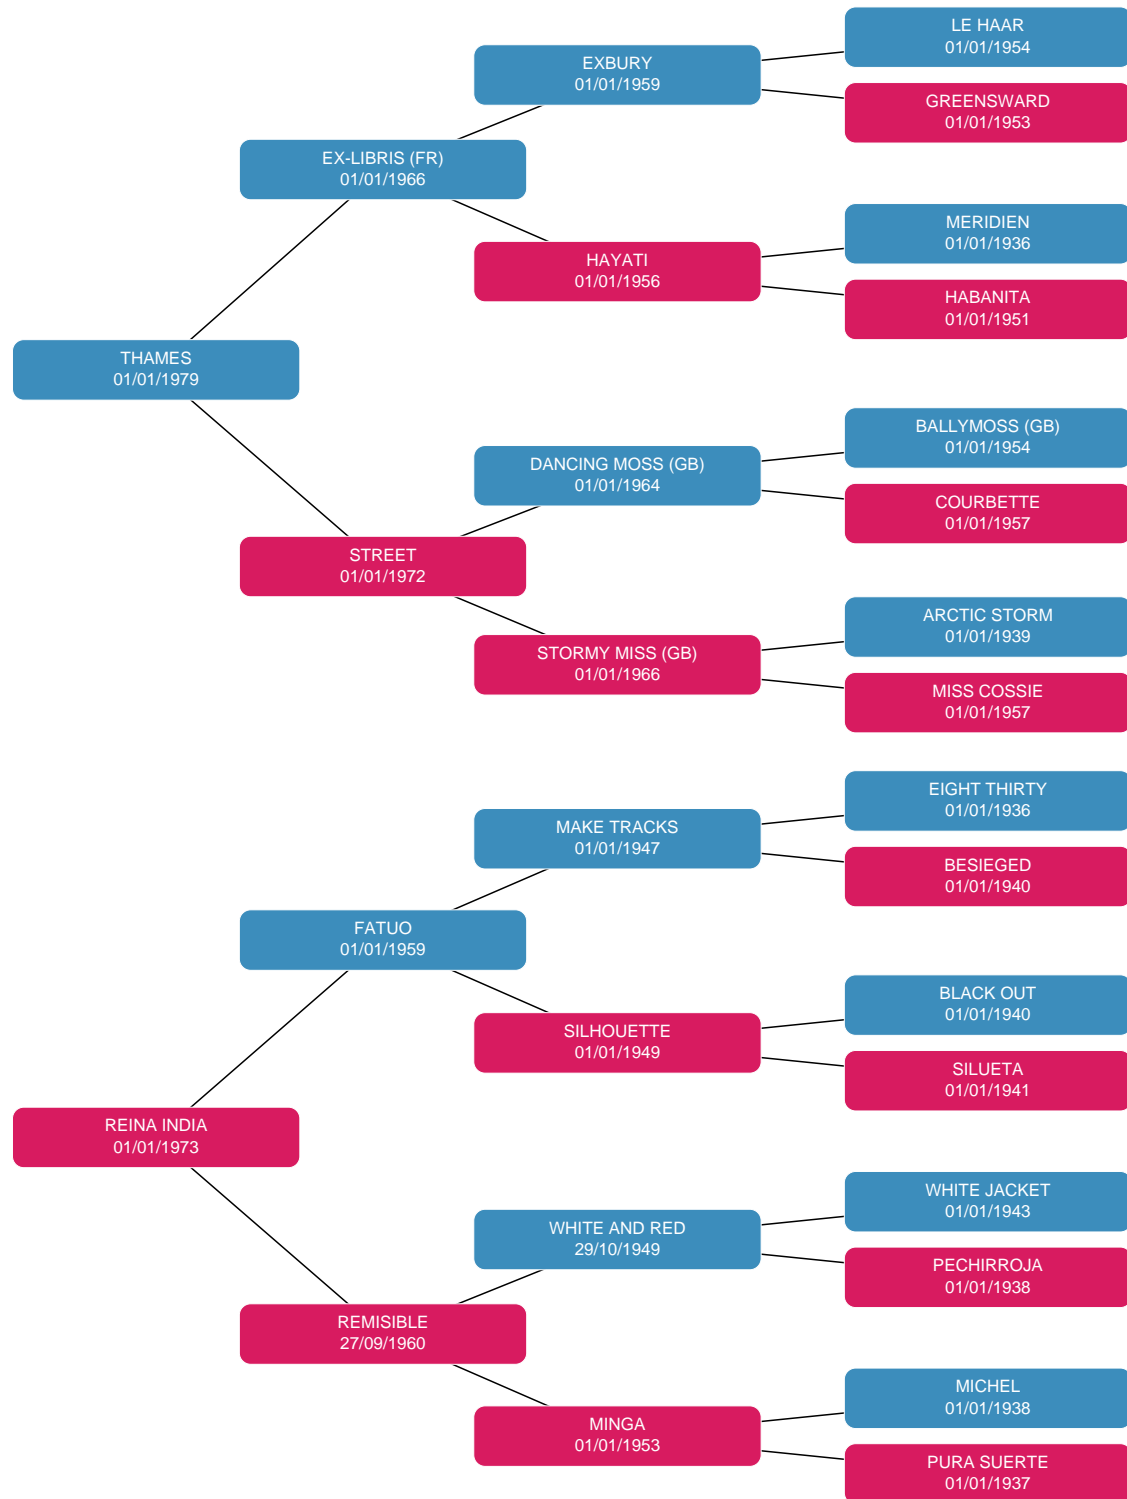 LE HAAR
01/01/1954
EXBURY
01/01/1959
GREENSWARD
01/01/1953
EX-LIBRIS (FR)
01/01/1966
MERIDIEN
01/01/1936
HAYATI
01/01/1956
HABANITA
01/01/1951
THAMES
01/01/1979
BALLYMOSS (GB)
01/01/1954
DANCING MOSS (GB)
01/01/1964
COURBETTE
01/01/1957
STREET
01/01/1972
ARCTIC STORM
01/01/1939
STORMY MISS (GB)
01/01/1966
MISS COSSIE
01/01/1957
EIGHT THIRTY
01/01/1936
MAKE TRACKS
01/01/1947
BESIEGED
01/01/1940
FATUO
01/01/1959
BLACK OUT
01/01/1940
SILHOUETTE
01/01/1949
SILUETA
01/01/1941
REINA INDIA
01/01/1973
WHITE JACKET
01/01/1943
WHITE AND RED
29/10/1949
PECHIRROJA
01/01/1938
REMISIBLE
27/09/1960
MICHEL
01/01/1938
MINGA
01/01/1953
PURA SUERTE
01/01/1937